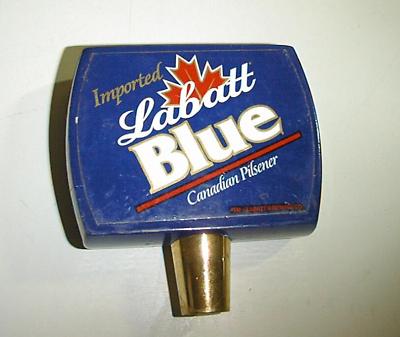 Imported
Labatt
Blue
Canadian Pilsener